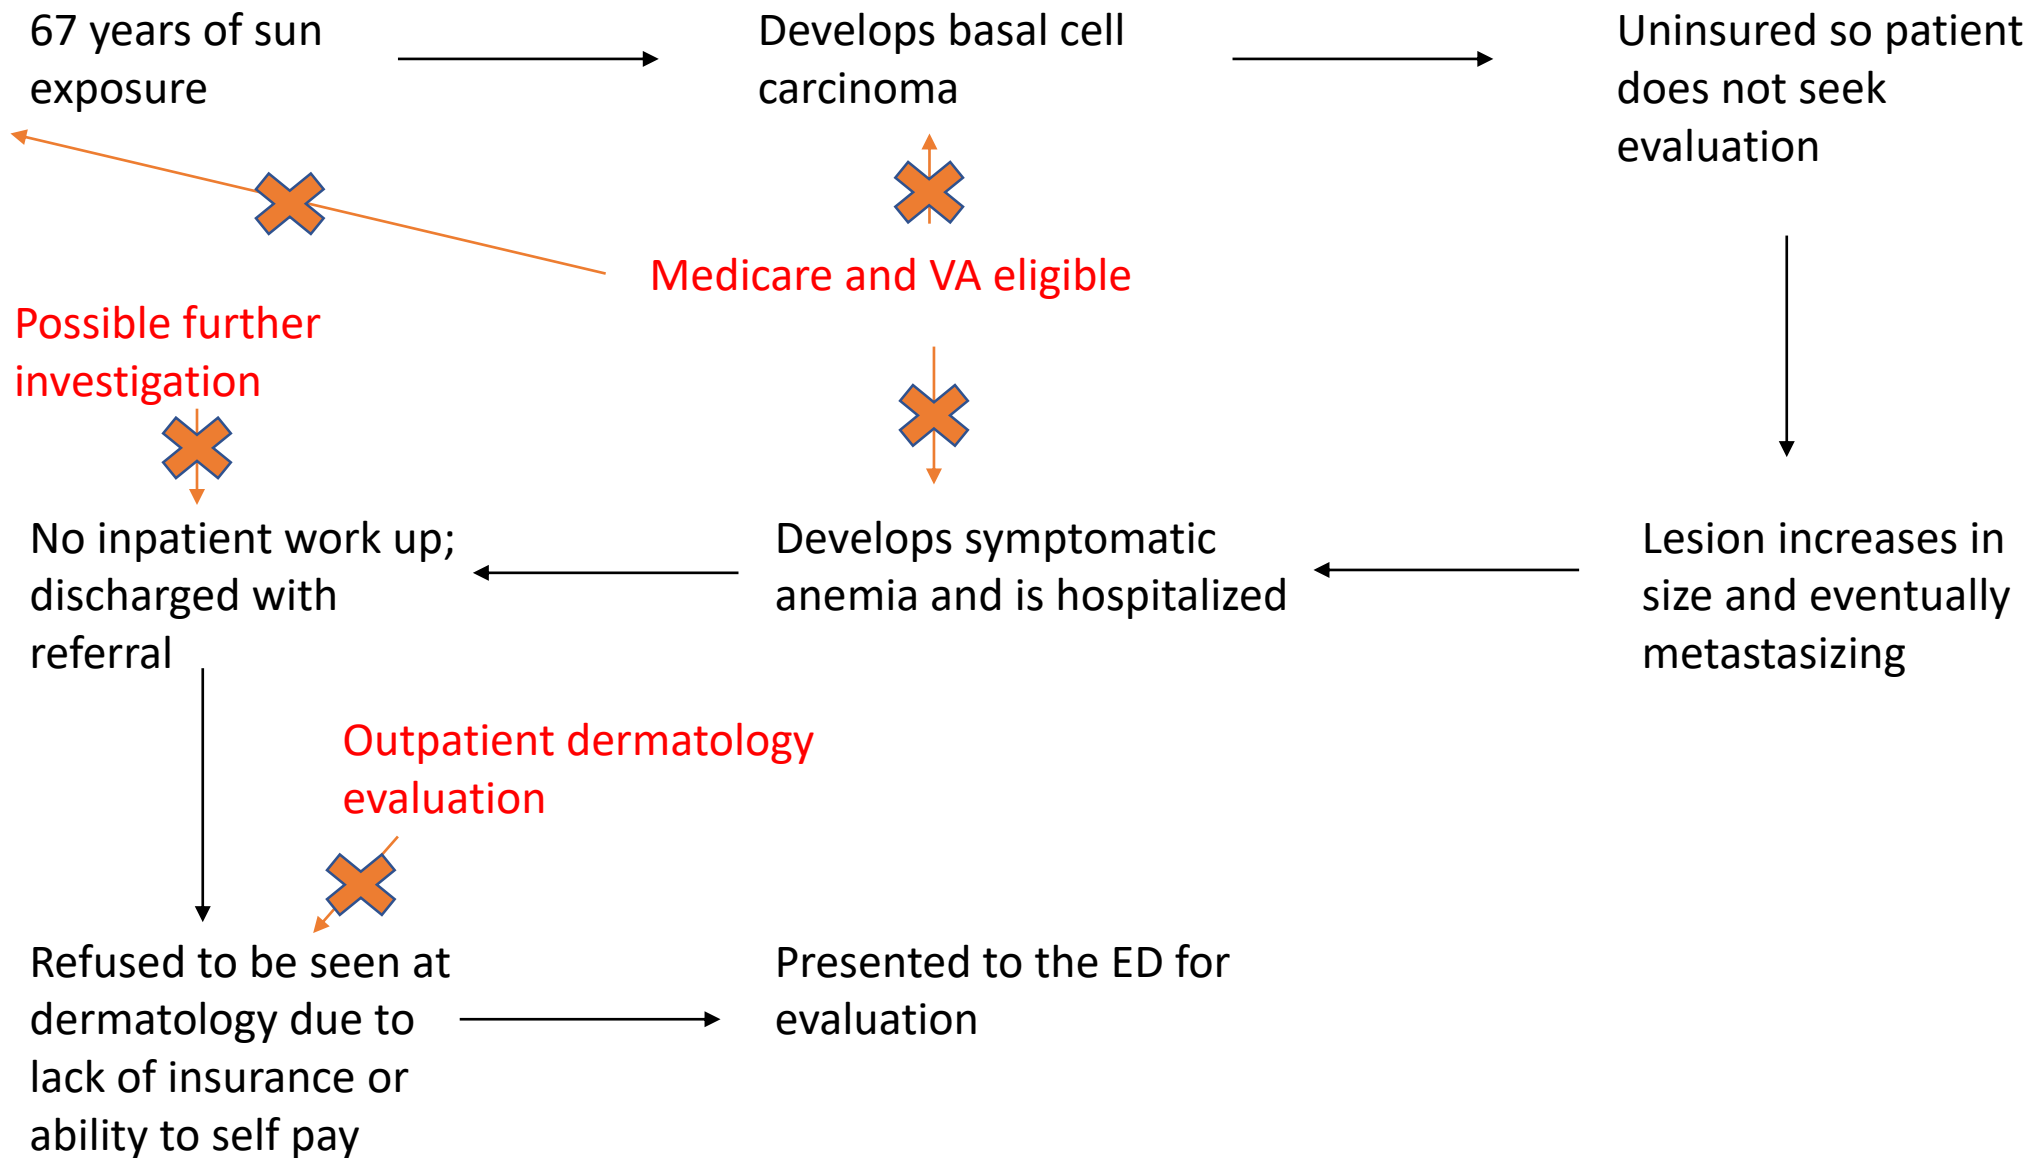 67 years of sun
exposure
Develops basal cell
carcinoma
Uninsured so patient
does not seek
evaluation
Medicare and VA eligible
Possible further
investigation
No inpatient work up;
discharged with
referral
Develops symptomatic
anemia and is hospitalized
Lesion increases in
size and eventually
metastasizing
Outpatient dermatology
evaluation
Refused to be seen at
dermatology due to
lack of insurance or
ability to self pay
Presented to the ED for
evaluation